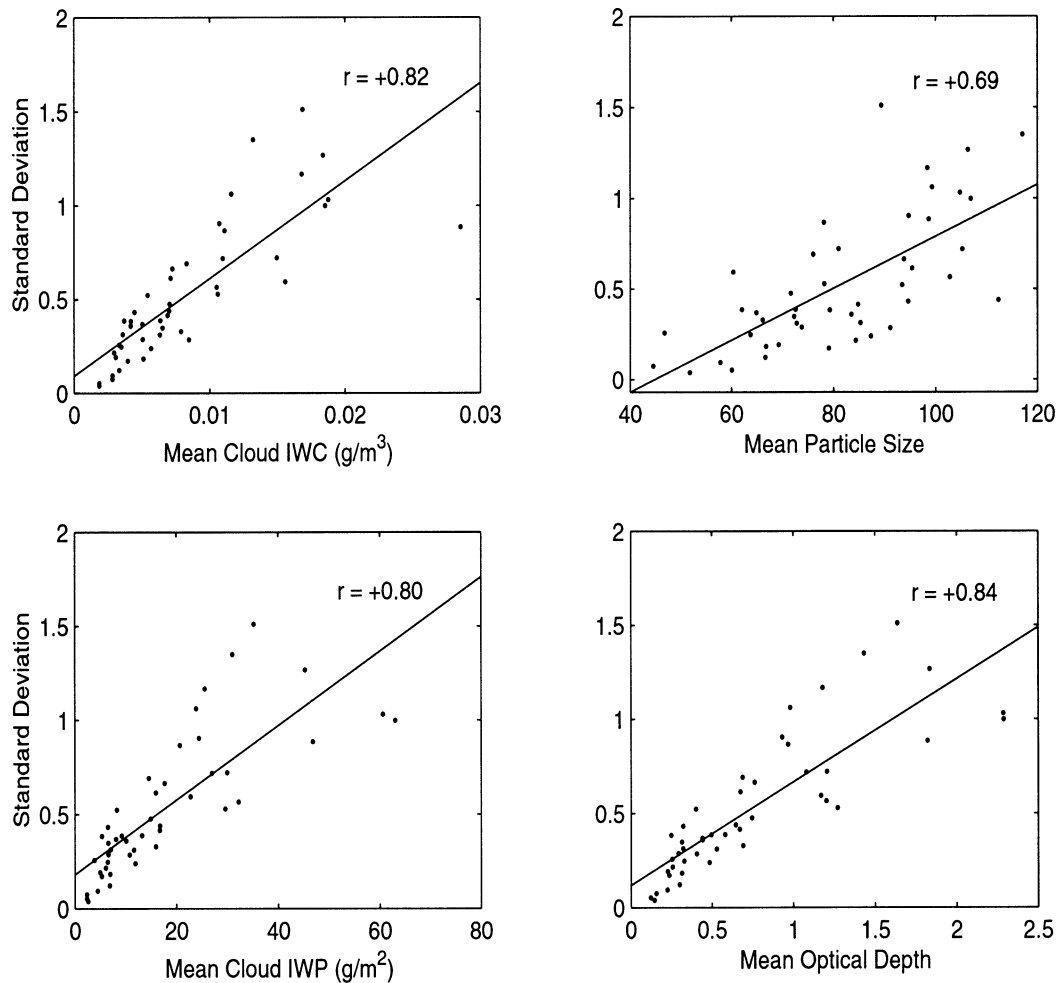 2
1.5
1
0.5
0
Standard Deviation
r = +0.82
0 0.01 0.02 0.03
Mean Cloud IWC (g/m³)
2
1.5
1
0.5
0
r = +0.69
40 60 80 100 120
Mean Particle Size
2
1.5
1
0.5
0
Standard Deviation
r = +0.80
0 20 40 60 80
Mean Cloud IWP (g/m²)
2
1.5
1
0.5
0
r = +0.84
0 0.5 1 1.5 2 2.5
Mean Optical Depth